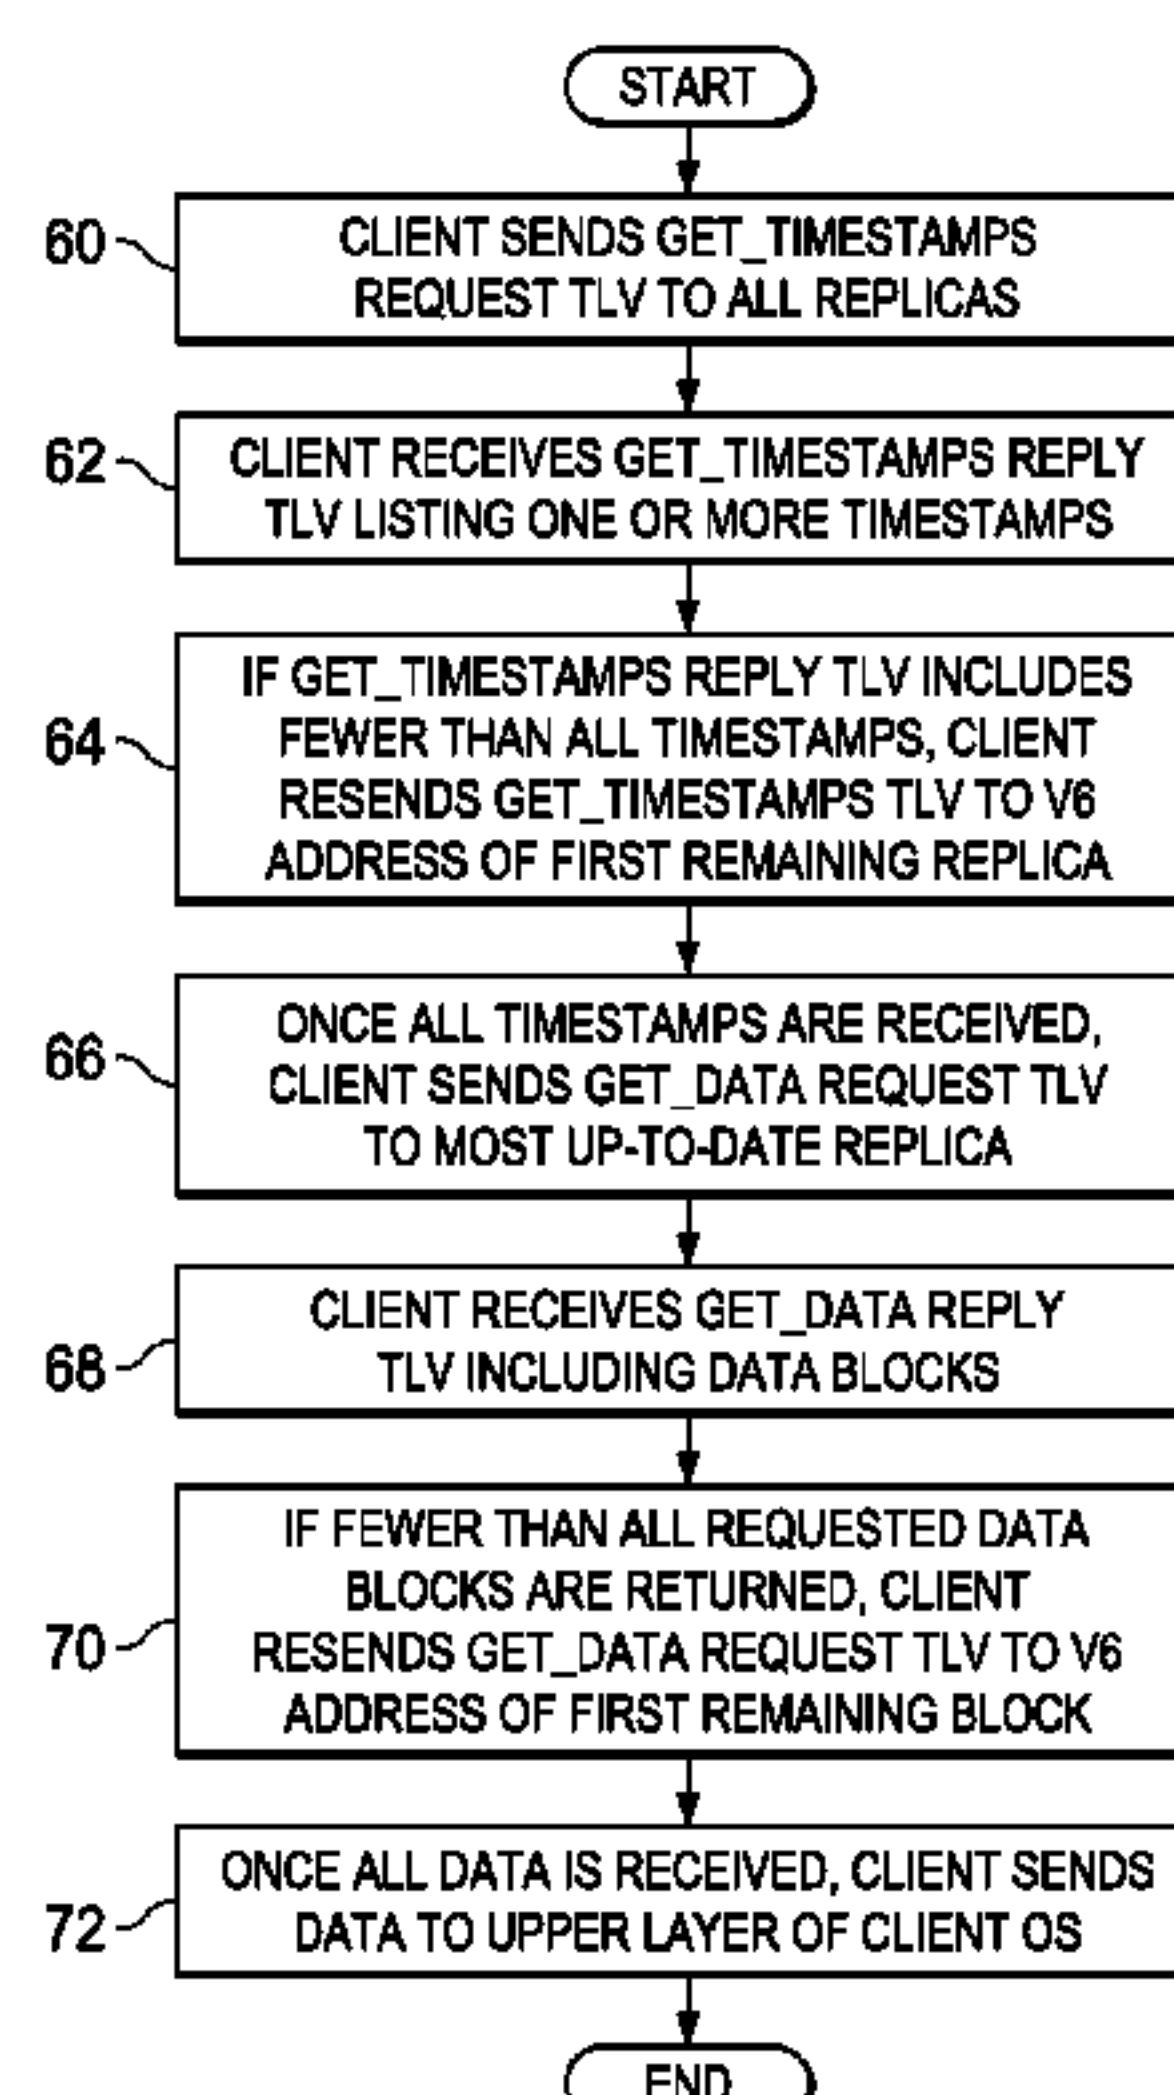 START
60
CLIENT SENDS GET_TIMESTAMPS
REQUEST TLV TO ALL REPLICAS
62
CLIENT RECEIVES GET_TIMESTAMPS REPLY
TLV LISTING ONE OR MORE TIMESTAMPS
64
IF GET_TIMESTAMPS REPLY TLV INCLUDES
FEWER THAN ALL TIMESTAMPS, CLIENT
RESENDS GET_TIMESTAMPS TLV TO V6
ADDRESS OF FIRST REMAINING REPLICA
66
ONCE ALL TIMESTAMPS ARE RECEIVED,
CLIENT SENDS GET_DATA REQUEST TLV
TO MOST UP-TO-DATE REPLICA
68
CLIENT RECEIVES GET_DATA REPLY
TLV INCLUDING DATA BLOCKS
70
IF FEWER THAN ALL REQUESTED DATA
BLOCKS ARE RETURNED, CLIENT
RESENDS GET_DATA REQUEST TLV TO V6
ADDRESS OF FIRST REMAINING BLOCK
72
ONCE ALL DATA IS RECEIVED, CLIENT SENDS
DATA TO UPPER LAYER OF CLIENT OS
END